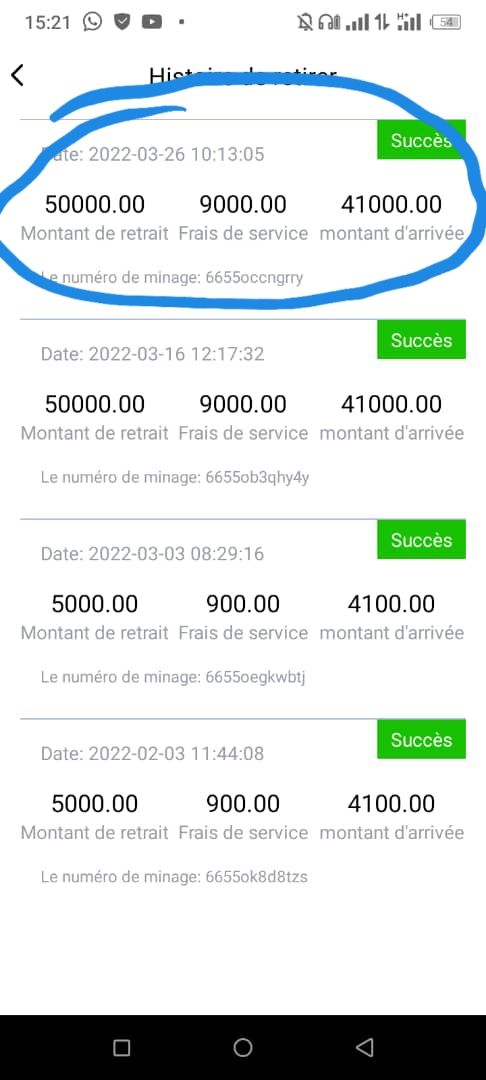 15:21
54
Histoire de retirer
Succès
Date: 2022-03-26 10:13:05
50000.00 9000.00 41000.00
Montant de retrait Frais de service montant d'arrivée
Le numéro de minage: 6655occngrry
Succès
Date: 2022-03-16 12:17:32
50000.00 9000.00 41000.00
Montant de retrait Frais de service montant d'arrivée
Le numéro de minage: 6655ob3qhy4y
Succès
Date: 2022-03-03 08:29:16
5000.00 900.00 4100.00
Montant de retrait Frais de service montant d'arrivée
Le numéro de minage: 6655oegkwbtj
Succès
Date: 2022-02-03 11:44:08
5000.00 900.00 4100.00
Montant de retrait Frais de service montant d'arrivée
Le numéro de minage: 6655ok8d8tzs